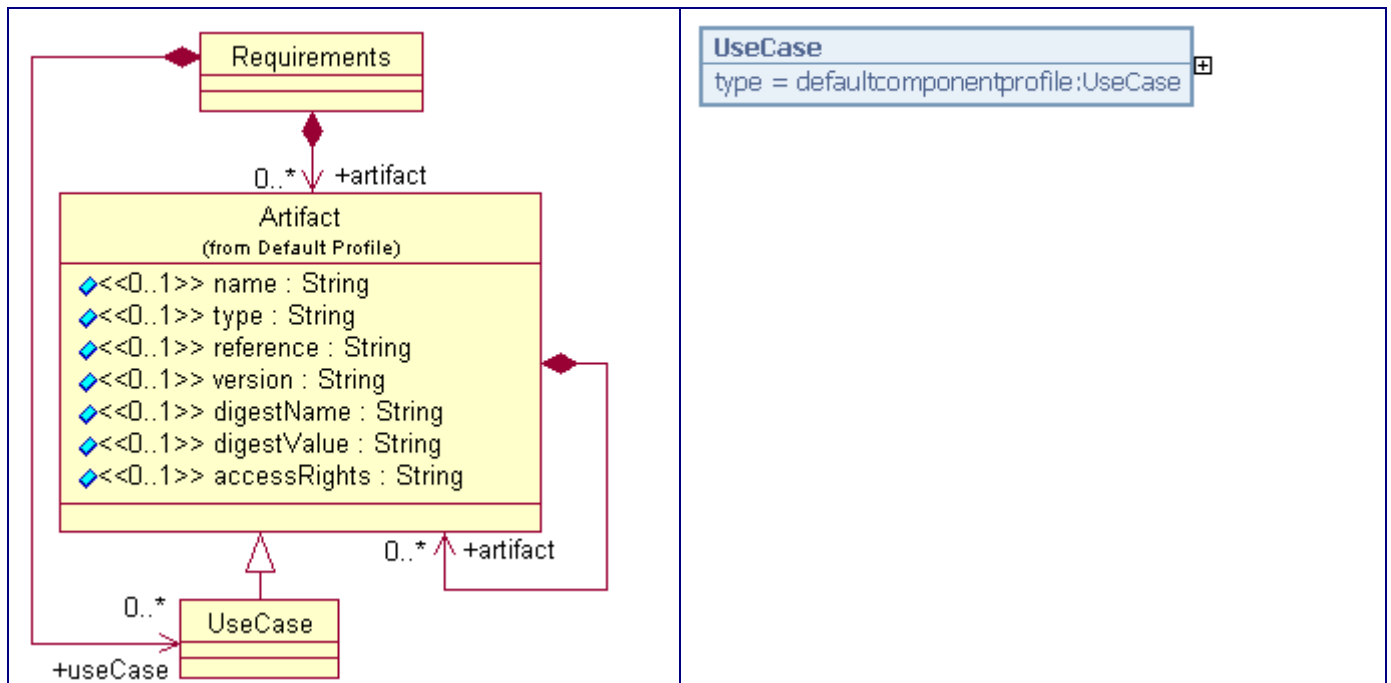 Requirements
0..* +artifact
Artifact
(from Default Profile)
<<0..1>> name : String
<<0..1>> type : String
<<0..1>> reference : String
<<0..1>> version : String
<<0..1>> digestName : String
<<0..1>> digestValue : String
<<0..1>> accessRights : String
0..* +artifact
0..*
UseCase
+useCase
UseCase
type = defaultcomponentprofile:UseCase